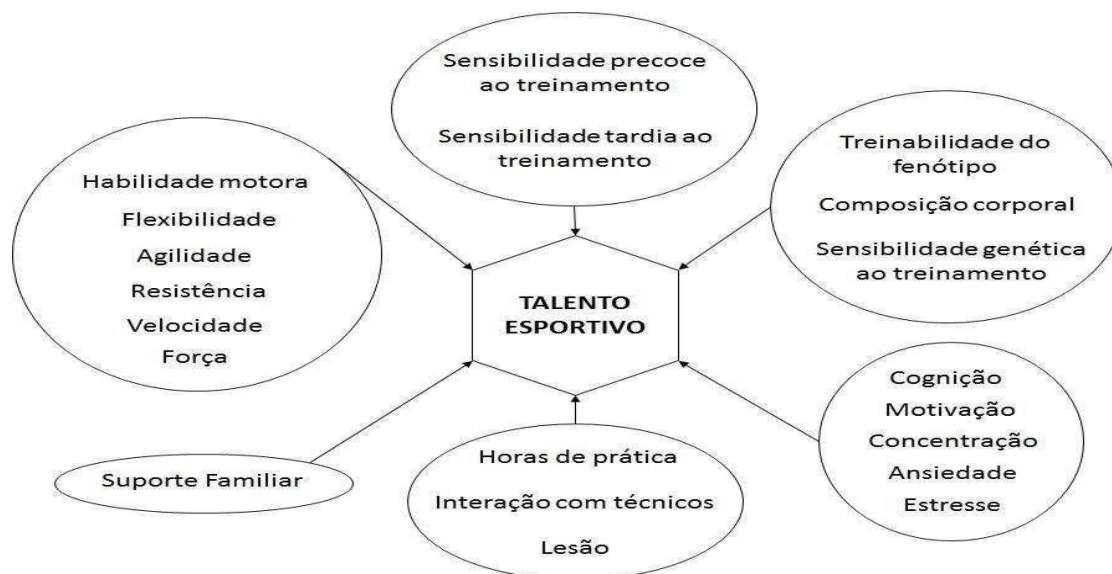 Sensibilidade precoce
ao treinamento
Sensibilidade tardia ao
treinamento
Habilidade motora
Flexibilidade
Agilidade
Resistência
Velocidade
Força
Treinabilidade do
fenótipo
Composição corporal
Sensibilidade genética
ao treinamento
TALENTO
ESPORTIVO
Suporte Familiar
Horas de prática
Interação com técnicos
Lesão
Cognição
Motivação
Concentração
Ansiedade
Estresse